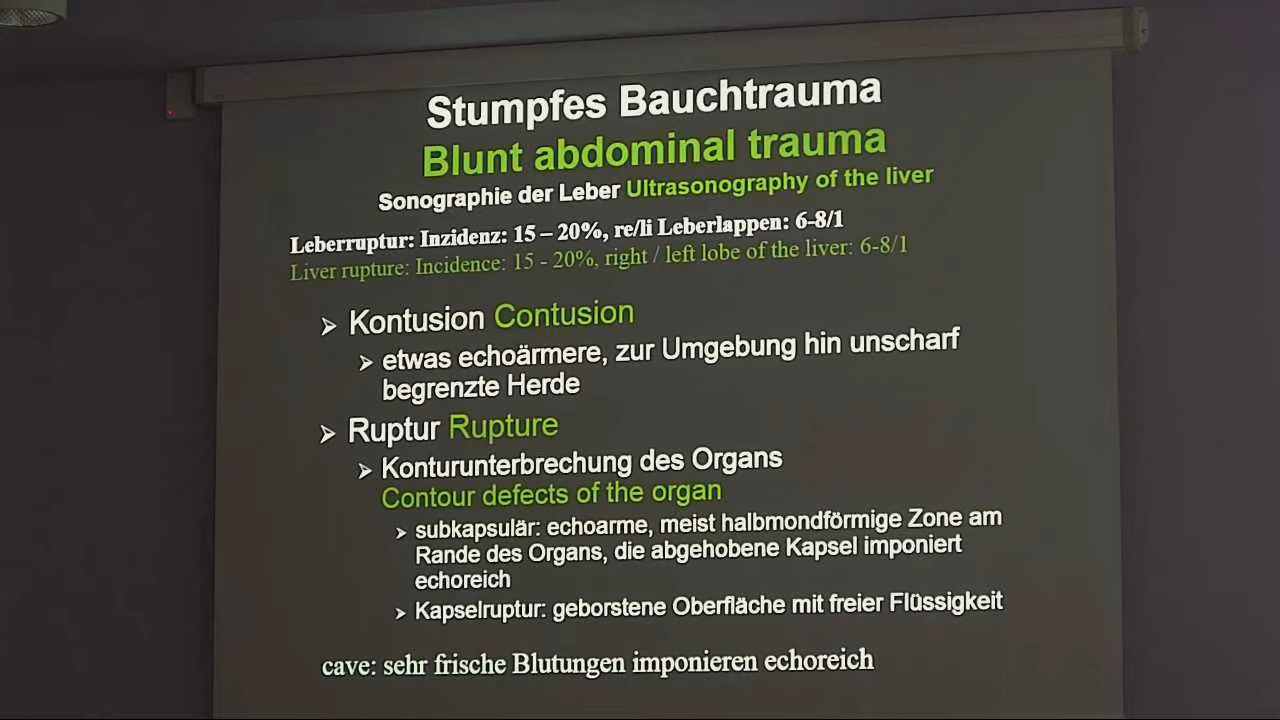 Stumpfes Bauchtrauma
Blunt abdominal trauma
Sonographie der Leber Ultrasonography of the liver
Leberruptur: Inzidenz: 15 – 20%, re/li Leberlappen: 6-8/1
Liver rupture: Incidence: 15 - 20%, right / left lobe of the liver: 6-8/1
➢ Kontusion Contusion
➢ etwas echoärmere, zur Umgebung hin unscharf
begrenzte Herde
➢ Ruptur Rupture
➢ Konturunterbrechung des Organs
Contour defects of the organ
➢ subkapsulär: echoarme, meist halbmondförmige Zone am
Rande des Organs, die abgehobene Kapsel imponiert
echoreich
➢ Kapselruptur: geborstene Oberfläche mit freier Flüssigkeit
cave: sehr frische Blutungen imponieren echoreich